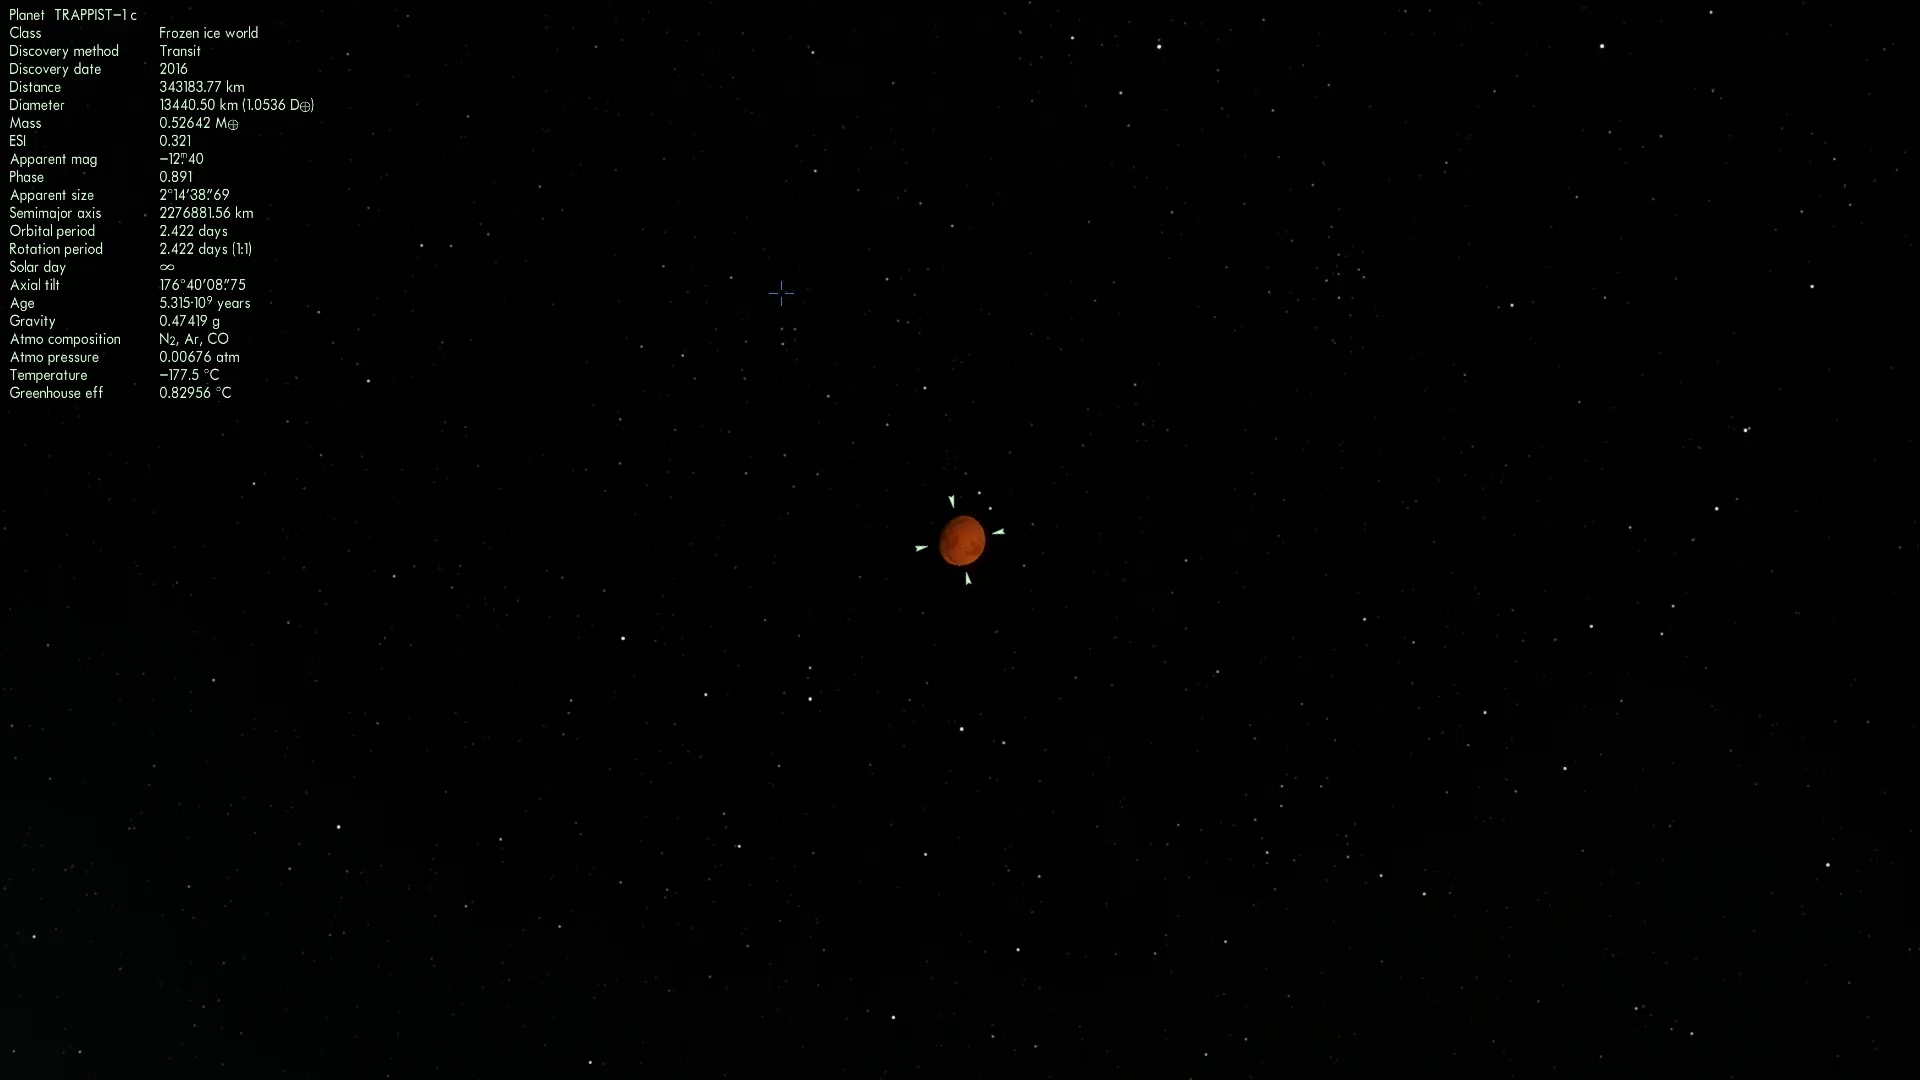 Planet TRAPPIST-1 c
Class Frozen ice world
Discovery method Transit
Discovery date 2016
Distance 343183.77 km
Diameter 13440.50 km (1.0536 D⊕)
Mass 0.52642 M⊕
ESI 0.321
Apparent mag −12ᵐ.40
Phase 0.891
Apparent size 2°14′38″.69
Semimajor axis 2276881.56 km
Orbital period 2.422 days
Rotation period 2.422 days (1:1)
Solar day ∞
Axial tilt 176°40′08″.75
Age 5.315·10⁹ years
Gravity 0.47419 g
Atmo composition N₂, Ar, CO
Atmo pressure 0.00676 atm
Temperature −177.5 °C
Greenhouse eff 0.82956 °C